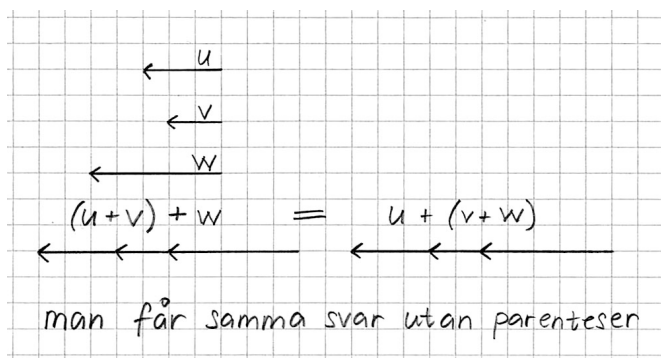 u
v
w
(u+v) + w = u + (v+w)
man får samma svar utan parenteser